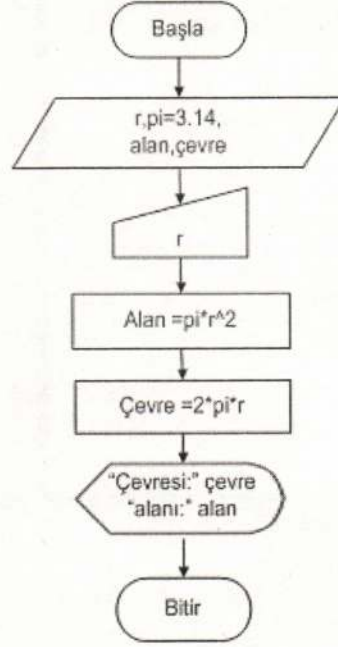 Başla
r,pi=3.14,
alan,çevre
r
Alan =pi*r^2
Çevre =2*pi*r
“Çevresi:” çevre
“alanı:” alan
Bitir